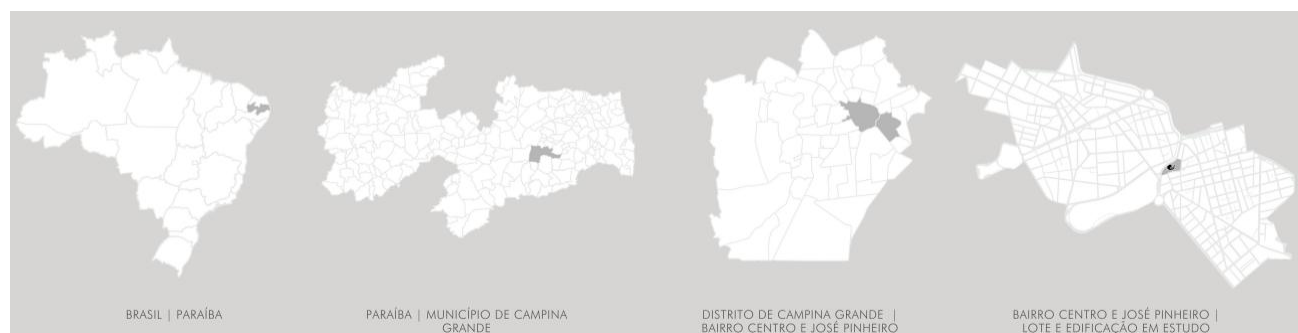 BRASIL | PARAÍBA
PARAÍBA | MUNICÍPIO DE CAMPINA
GRANDE
DISTRITO DE CAMPINA GRANDE |
BAIRRO CENTRO E JOSÉ PINHEIRO
BAIRRO CENTRO E JOSÉ PINHEIRO |
LOTE E EDIFICAÇÃO EM ESTUDO